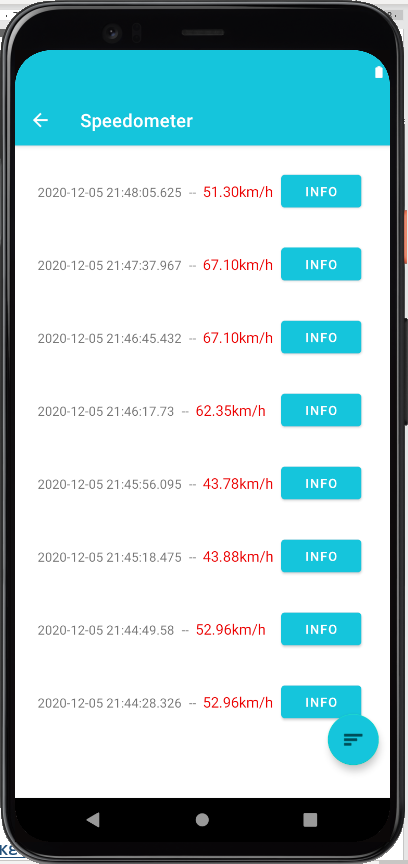 Speedometer
2020-12-05 21:48:05.625 -- 51.30km/h INFO
2020-12-05 21:47:37.967 -- 67.10km/h INFO
2020-12-05 21:46:45.432 -- 67.10km/h INFO
2020-12-05 21:46:17.73 -- 62.35km/h INFO
2020-12-05 21:45:56.095 -- 43.78km/h INFO
2020-12-05 21:45:18.475 -- 43.88km/h INFO
2020-12-05 21:44:49.58 -- 52.96km/h INFO
2020-12-05 21:44:28.326 -- 52.96km/h INFO